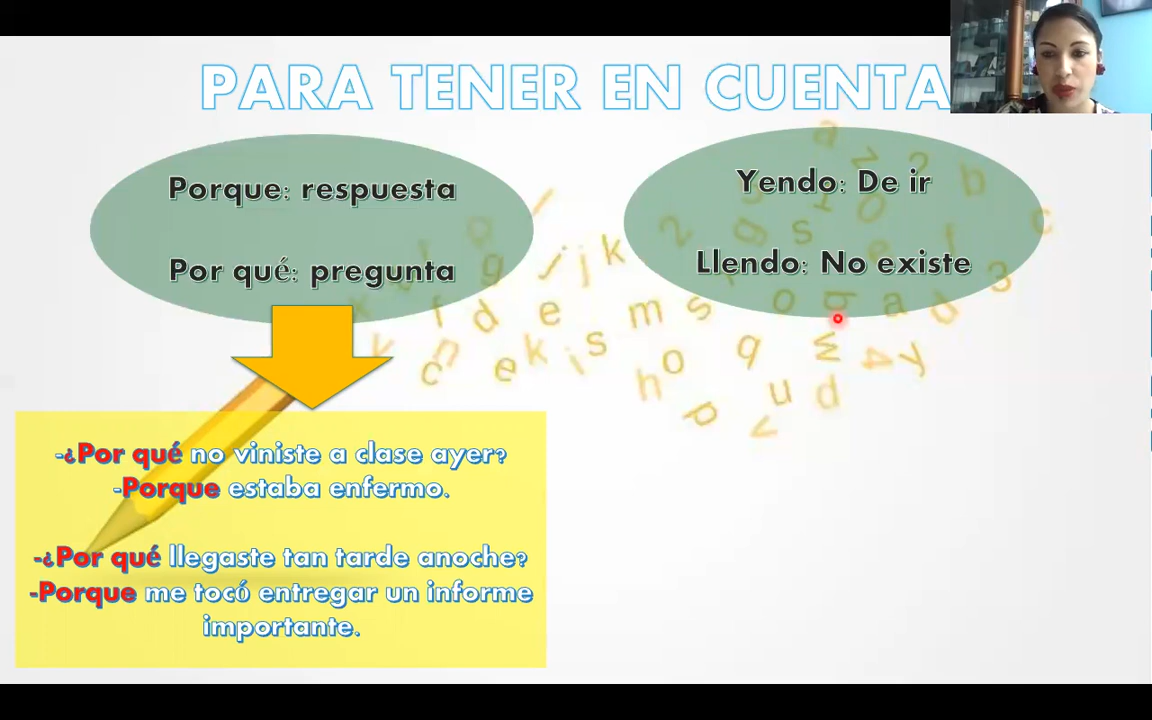 PARA TENER EN CUENTA
Porque: respuesta
Por qué: pregunta
Yendo: De ir
Llendo: No existe
-¿Por qué no viniste a clase ayer?
-Porque estaba enfermo.
-¿Por qué llegaste tan tarde anoche?
-Porque me tocó entregar un informe
importante.